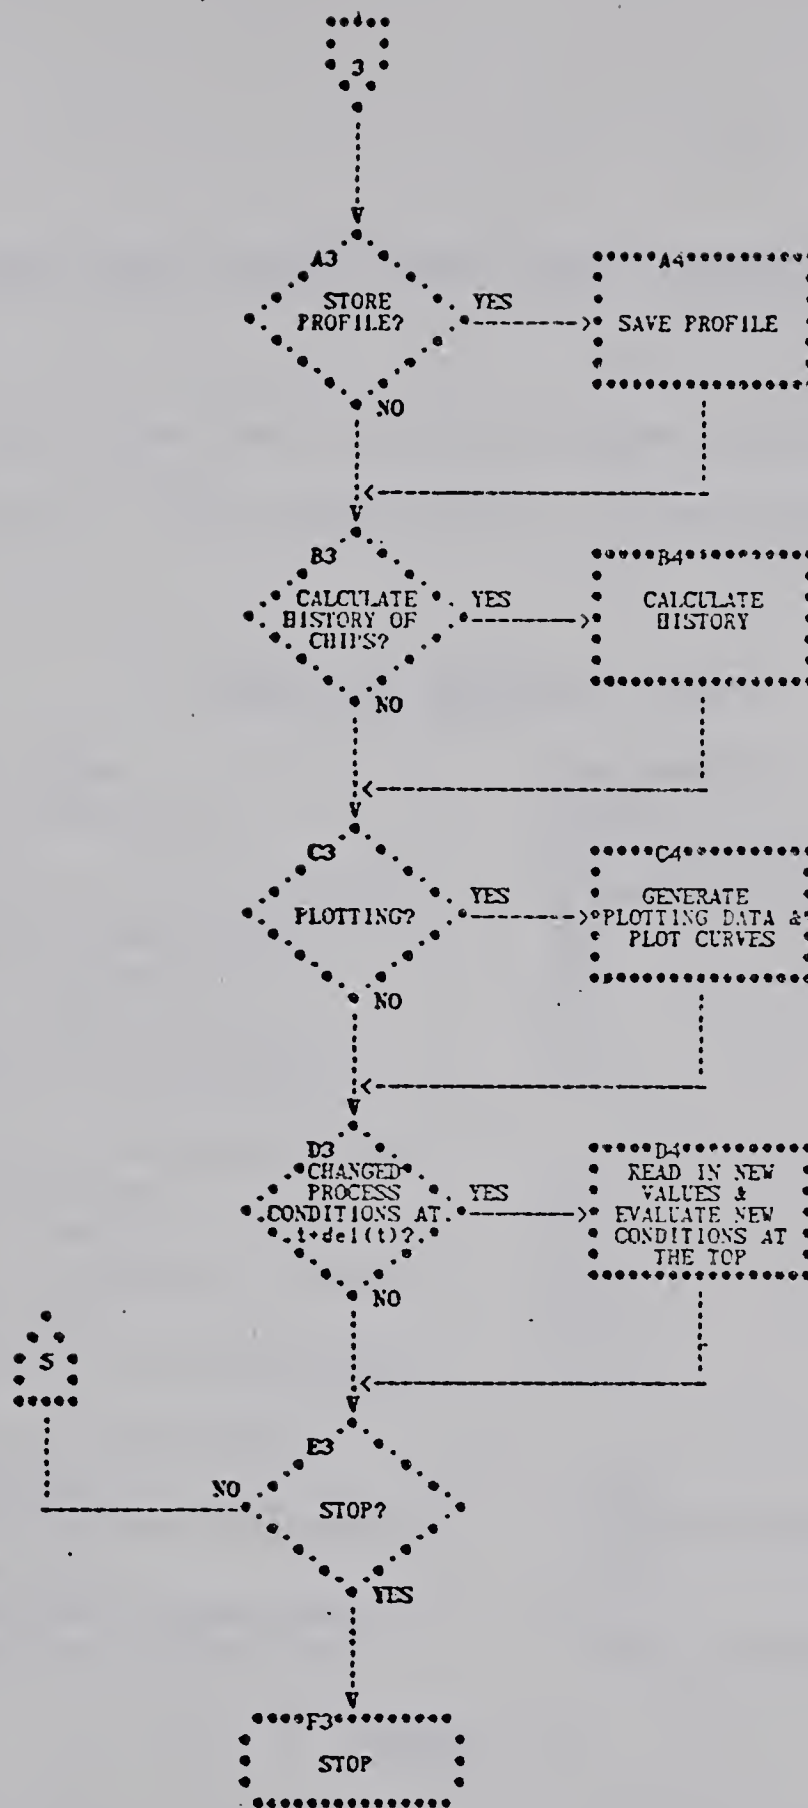 3
A3
STORE
PROFILE?
YES
NO
A4
SAVE PROFILE
B3
CALCULATE
HISTORY OF
CHIPS?
YES
NO
B4
CALCULATE
HISTORY
C3
PLOTTING?
YES
NO
C4
GENERATE
PLOTTING DATA &
PLOT CURVES
D3
CHANGED
PROCESS
CONDITIONS AT
t+del(t)?
YES
NO
D4
READ IN NEW
VALUES &
EVALUATE NEW
CONDITIONS AT
THE TOP
S
E3
NO
STOP?
YES
F3
STOP